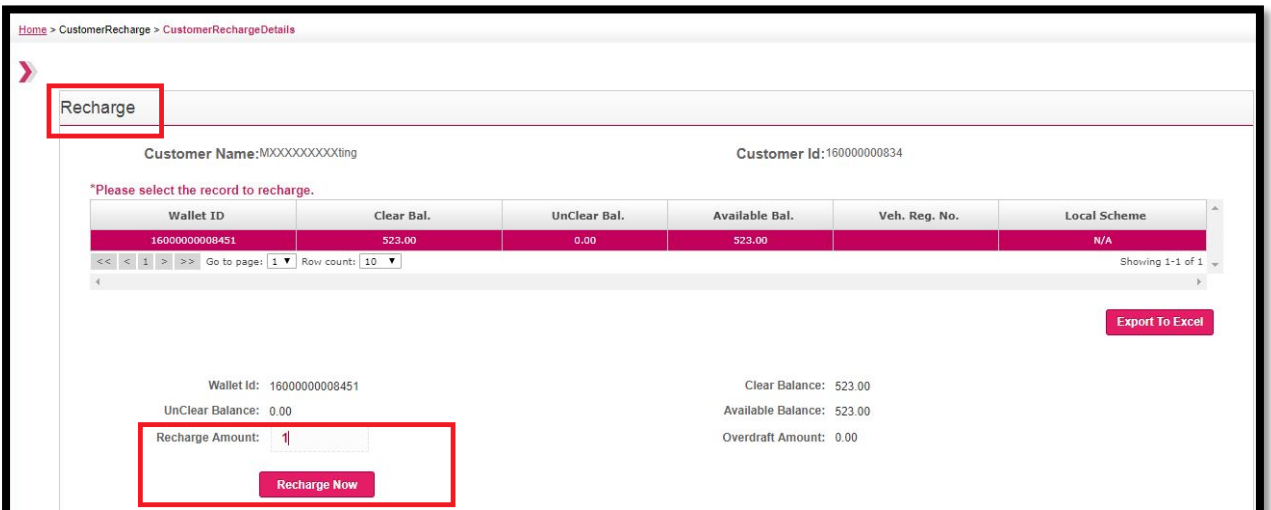 Home > CustomerRecharge > CustomerRechargeDetails
Recharge
Customer Name:MXXXXXXXXXting Customer Id:160000000834
*Please select the record to recharge.
Wallet ID Clear Bal. UnClear Bal. Available Bal. Veh. Reg. No. Local Scheme
16000000008451 523.00 0.00 523.00 N/A
<< < 1 > >> Go to page: 1 Row count: 10 Showing 1-1 of 1
Export To Excel
Wallet Id: 16000000008451 Clear Balance: 523.00
UnClear Balance: 0.00 Available Balance: 523.00
Recharge Amount: 1 Overdraft Amount: 0.00
Recharge Now